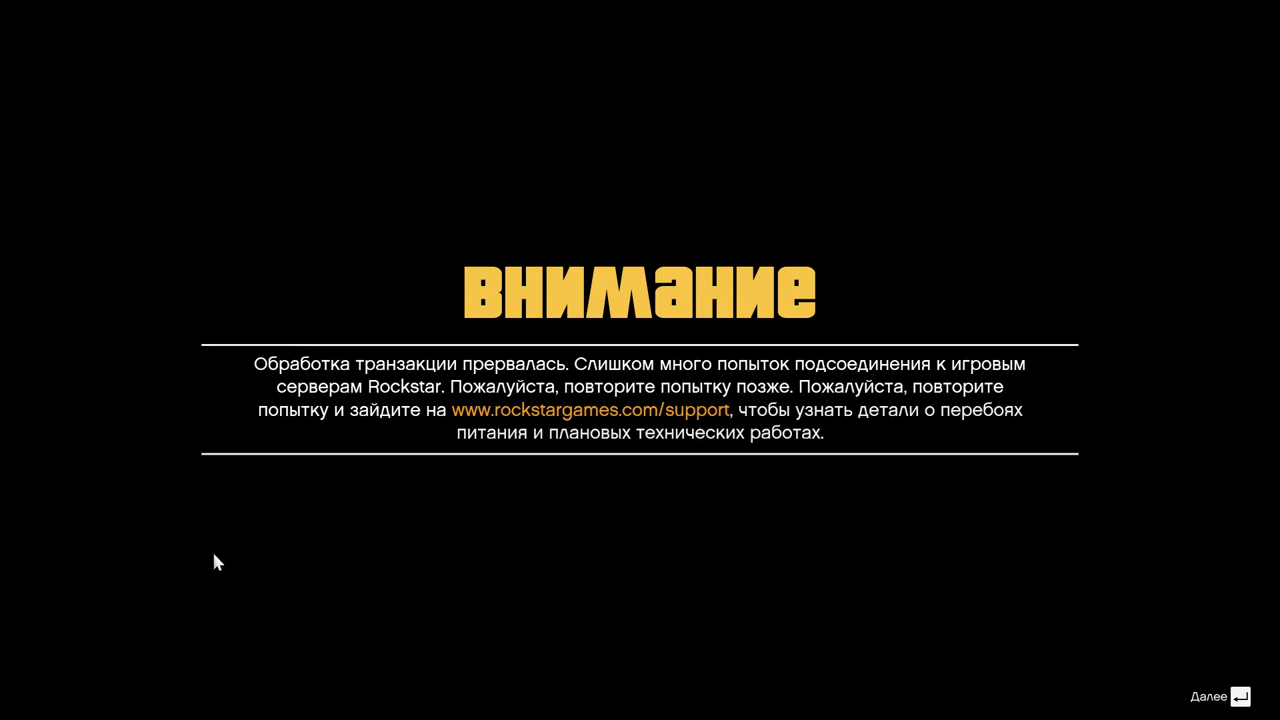 внимание
Обработка транзакции прервалась. Слишком много попыток подсоединения к игровым
серверам Rockstar. Пожалуйста, повторите попытку позже. Пожалуйста, повторите
попытку и зайдите на www.rockstargames.com/support, чтобы узнать детали о перебоях
питания и плановых технических работах.
Далее